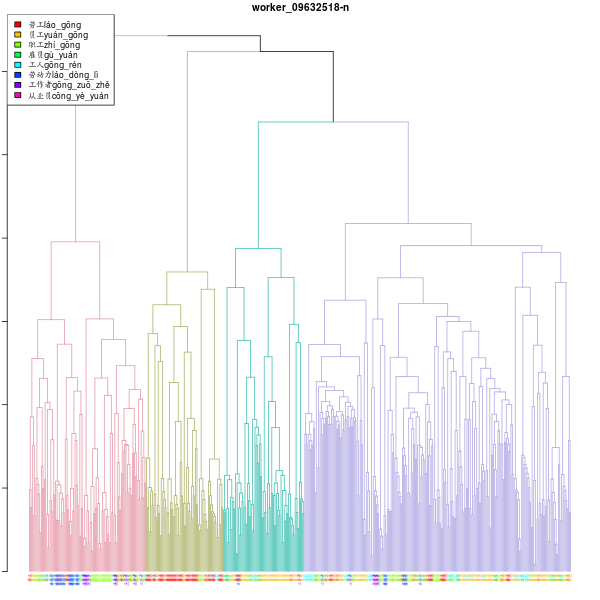 worker_09632518-n
劳工láo_gōng
员工yuán_gōng
职工zhí_gōng
雇员gù_yuán
工人gōng_rén
劳动力láo_dòng_lì
工作者gōng_zuò_zhě
从业员cōng_yè_yuán